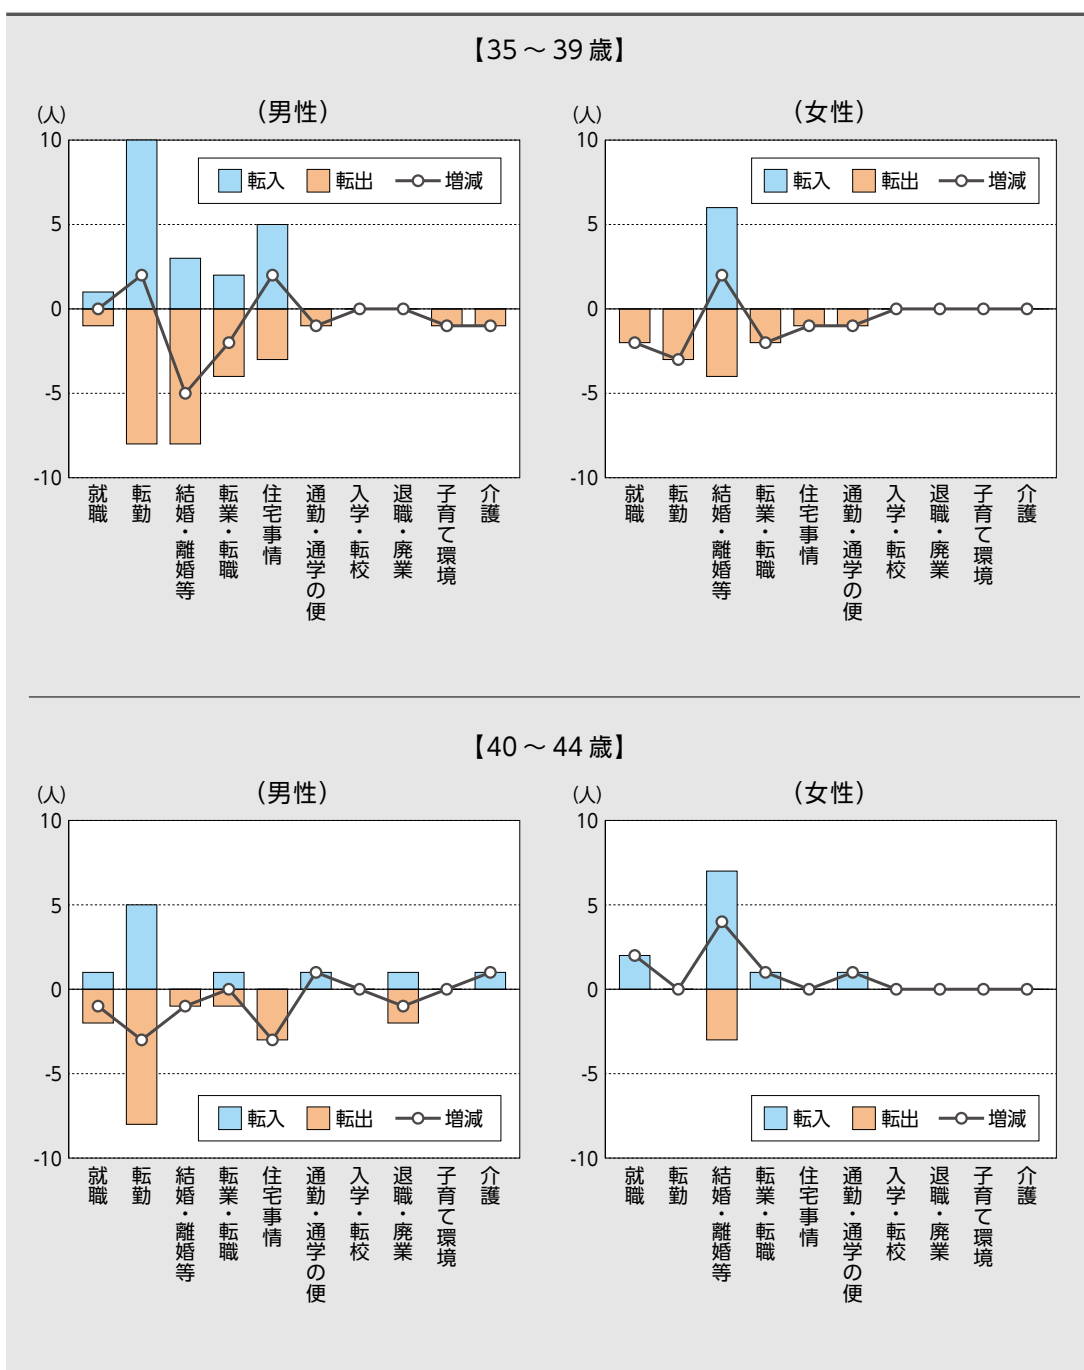 【35～39歳】
(人)
(男性)
転入 転出 増減
10
5
0
-5
-10
就職
転勤
結婚・離婚等
転業・転職
住宅事情
通勤・通学の便
入学・転校
退職・廃業
子育て環境
介護
(人)
(女性)
転入 転出 増減
10
5
0
-5
-10
就職
転勤
結婚・離婚等
転業・転職
住宅事情
通勤・通学の便
入学・転校
退職・廃業
子育て環境
介護
【40～44歳】
(人)
(男性)
10
5
0
-5
-10
転入 転出 増減
就職
転勤
結婚・離婚等
転業・転職
住宅事情
通勤・通学の便
入学・転校
退職・廃業
子育て環境
介護
(人)
(女性)
10
5
0
-5
-10
転入 転出 増減
就職
転勤
結婚・離婚等
転業・転職
住宅事情
通勤・通学の便
入学・転校
退職・廃業
子育て環境
介護